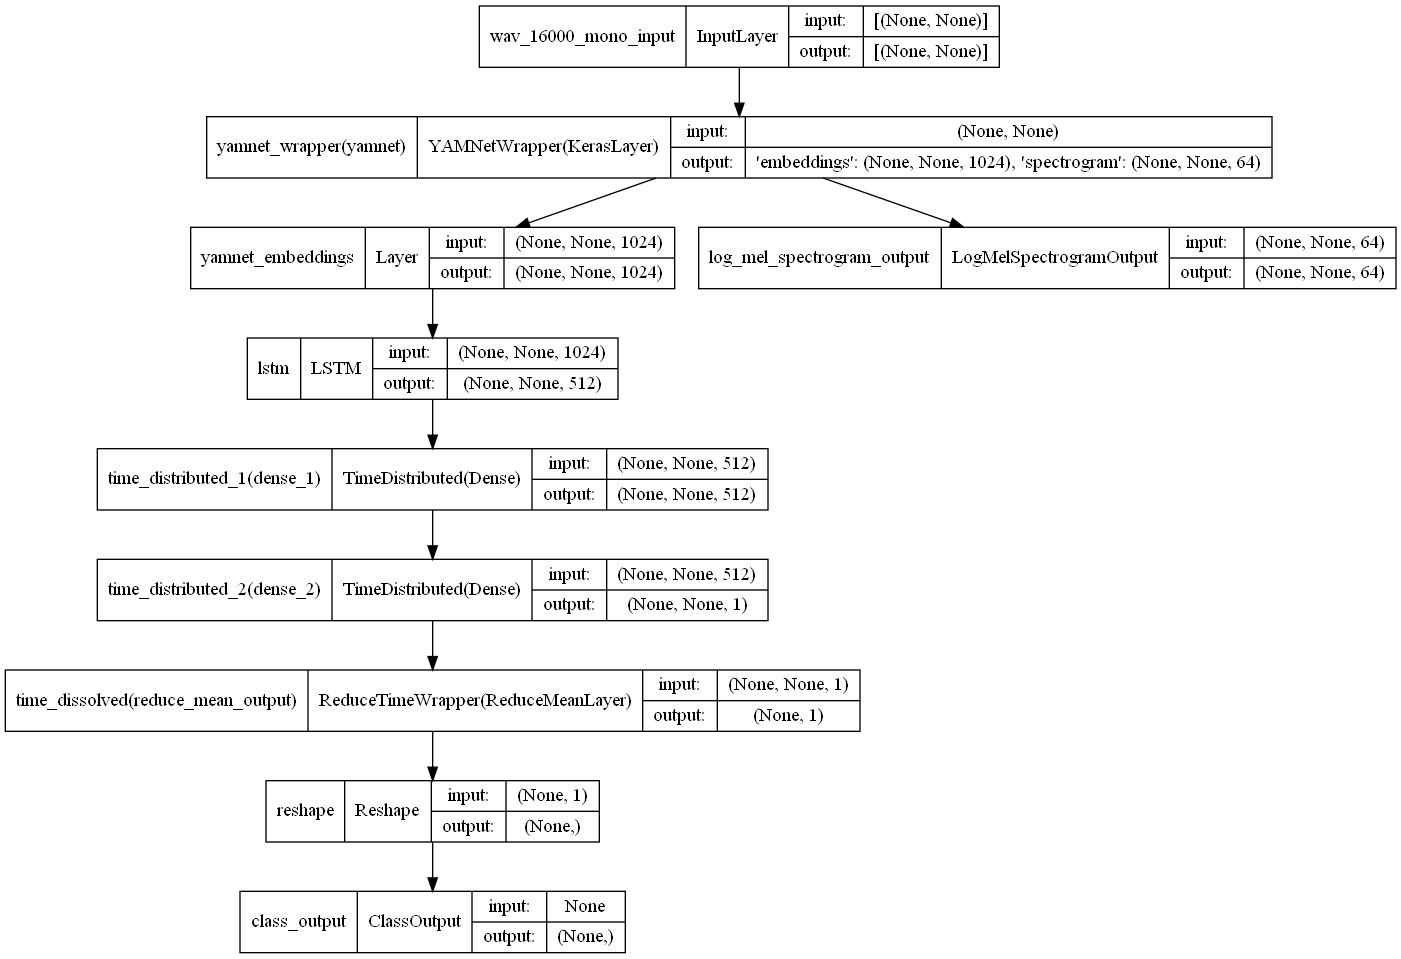 wav_16000_mono_input InputLayer input: [(None, None)]
output: [(None, None)]
yamnet_wrapper(yamnet) YAMNetWrapper(KerasLayer) input: (None, None)
output: 'embeddings': (None, None, 1024), 'spectrogram': (None, None, 64)
yamnet_embeddings Layer input: (None, None, 1024)
output: (None, None, 1024)
log_mel_spectrogram_output LogMelSpectrogramOutput input: (None, None, 64)
output: (None, None, 64)
lstm LSTM input: (None, None, 1024)
output: (None, None, 512)
time_distributed_1(dense_1) TimeDistributed(Dense) input: (None, None, 512)
output: (None, None, 512)
time_distributed_2(dense_2) TimeDistributed(Dense) input: (None, None, 512)
output: (None, None, 1)
time_dissolved(reduce_mean_output) ReduceTimeWrapper(ReduceMeanLayer) input: (None, None, 1)
output: (None, 1)
reshape Reshape input: (None, 1)
output: (None,)
class_output ClassOutput input: None
output: (None,)